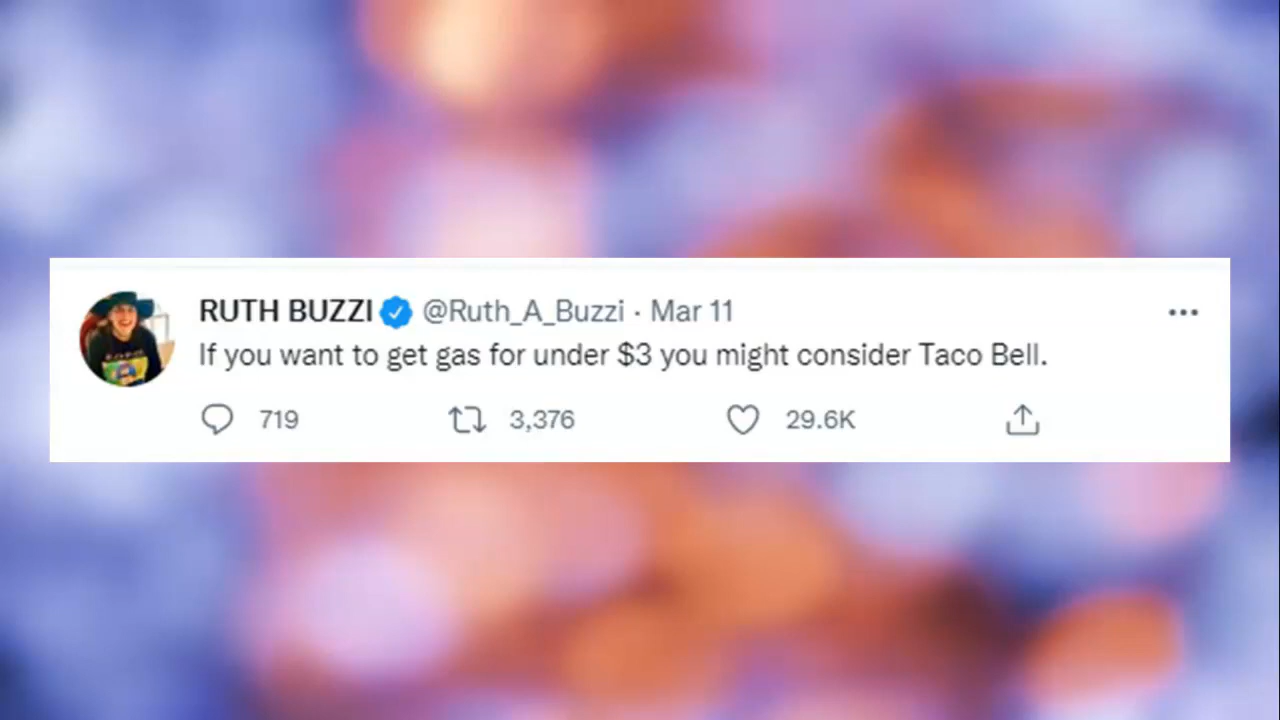 RUTH BUZZI @Ruth_A_Buzzi · Mar 11
If you want to get gas for under $3 you might consider Taco Bell.
719 3,376 29.6K